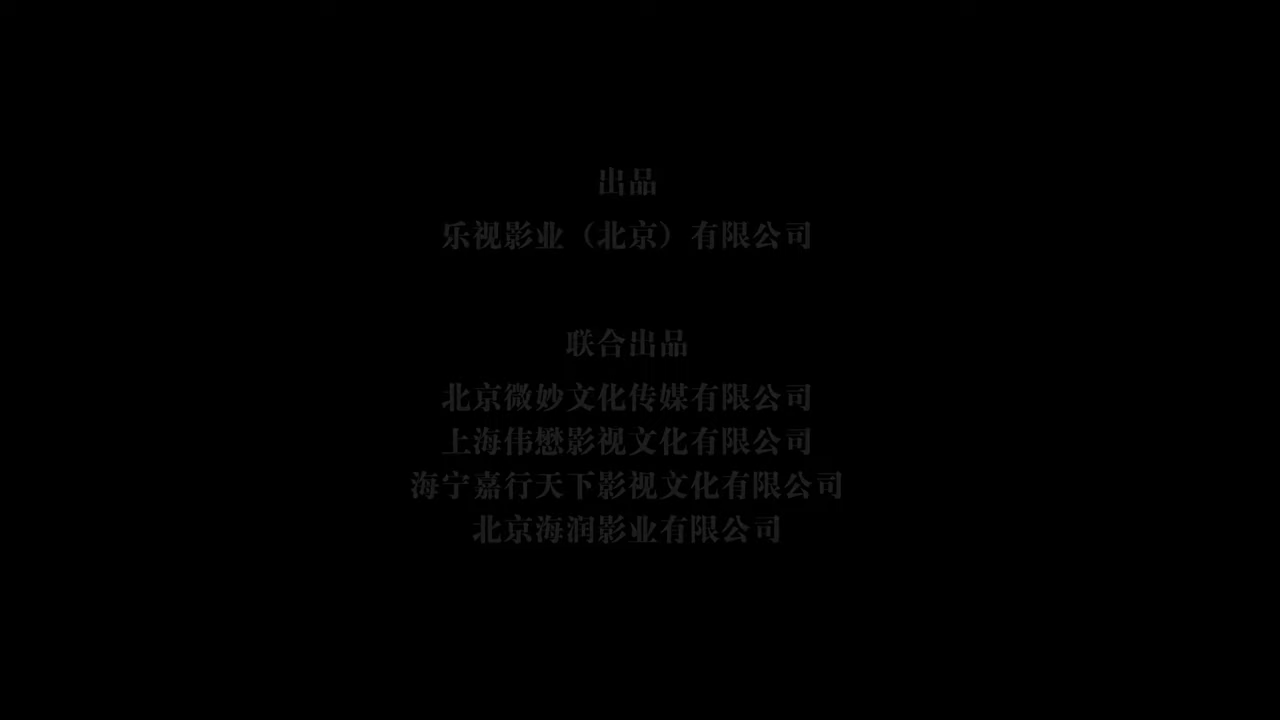 出品
乐视影业（北京）有限公司
联合出品
北京微妙文化传媒有限公司
上海伟懋影视文化有限公司
海宁嘉行天下影视文化有限公司
北京海润影业有限公司